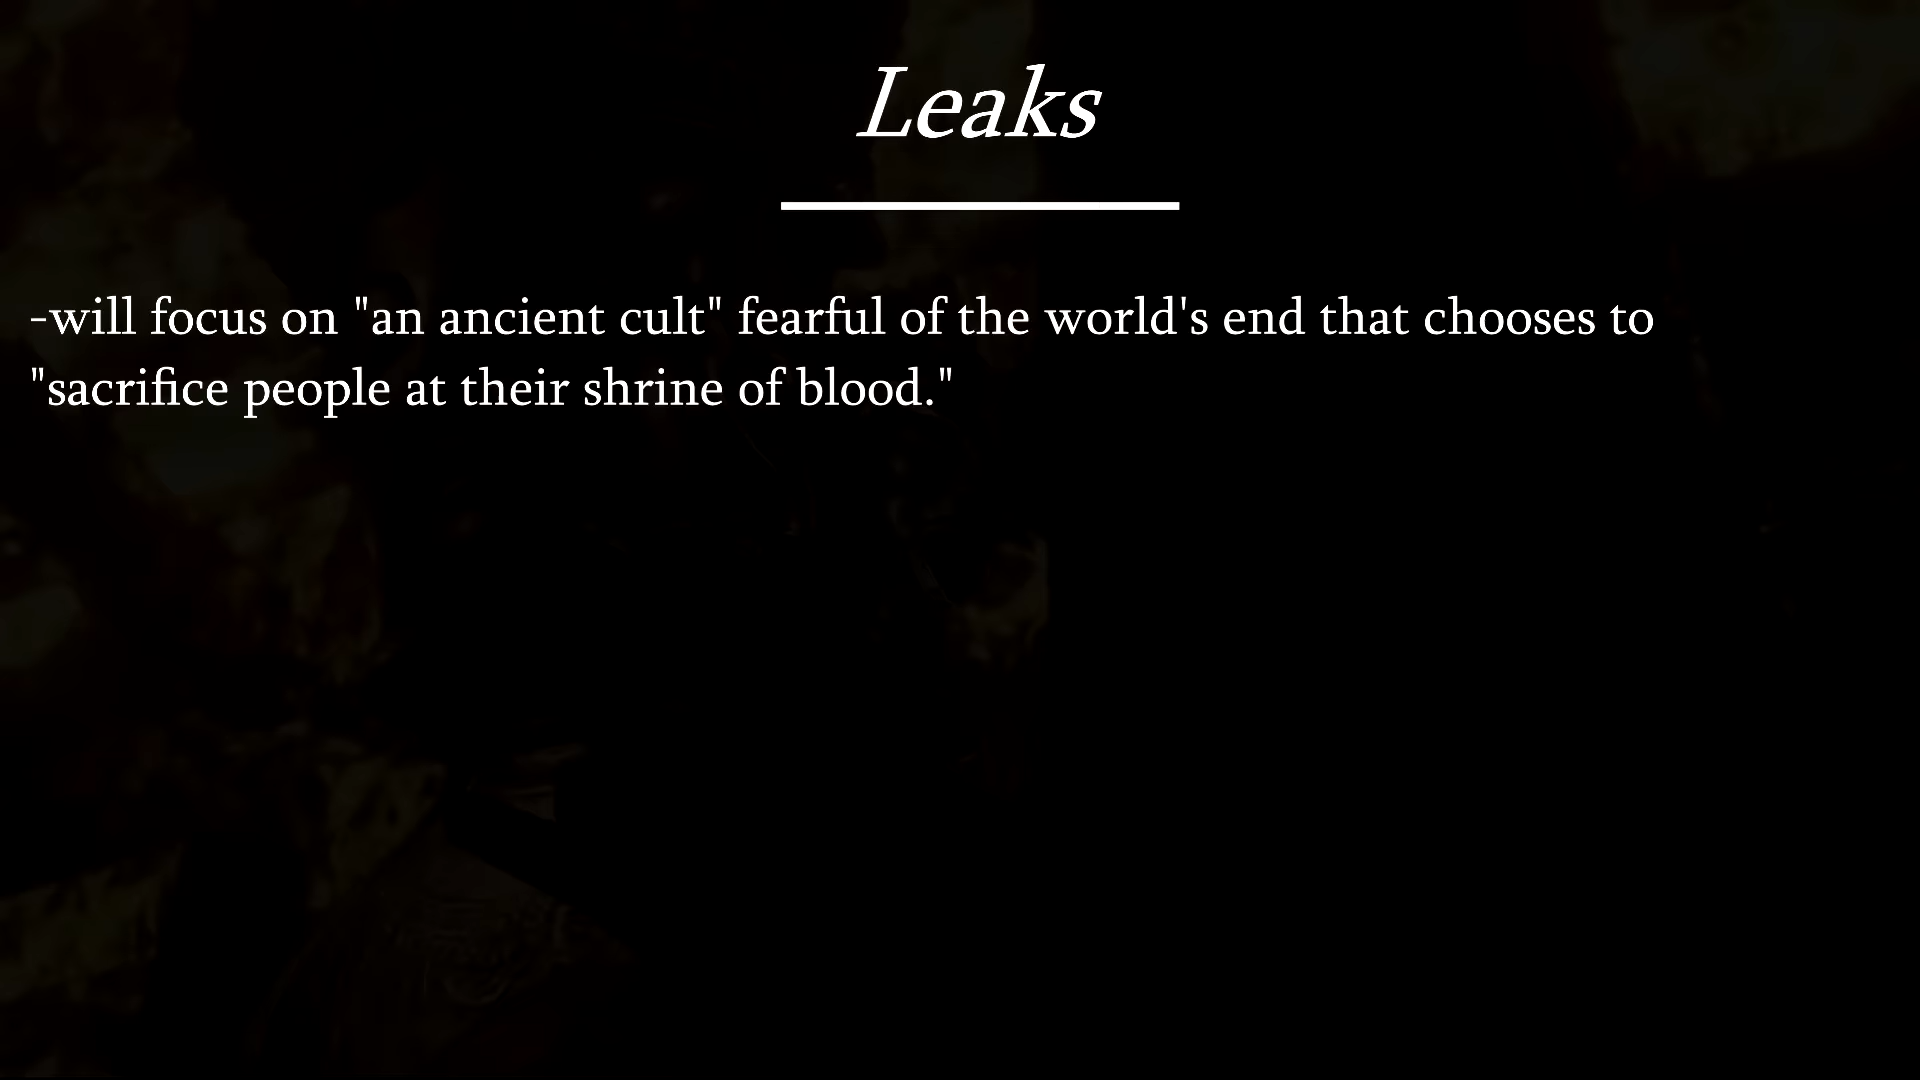 Leaks
-will focus on "an ancient cult" fearful of the world's end that chooses to
"sacrifice people at their shrine of blood."